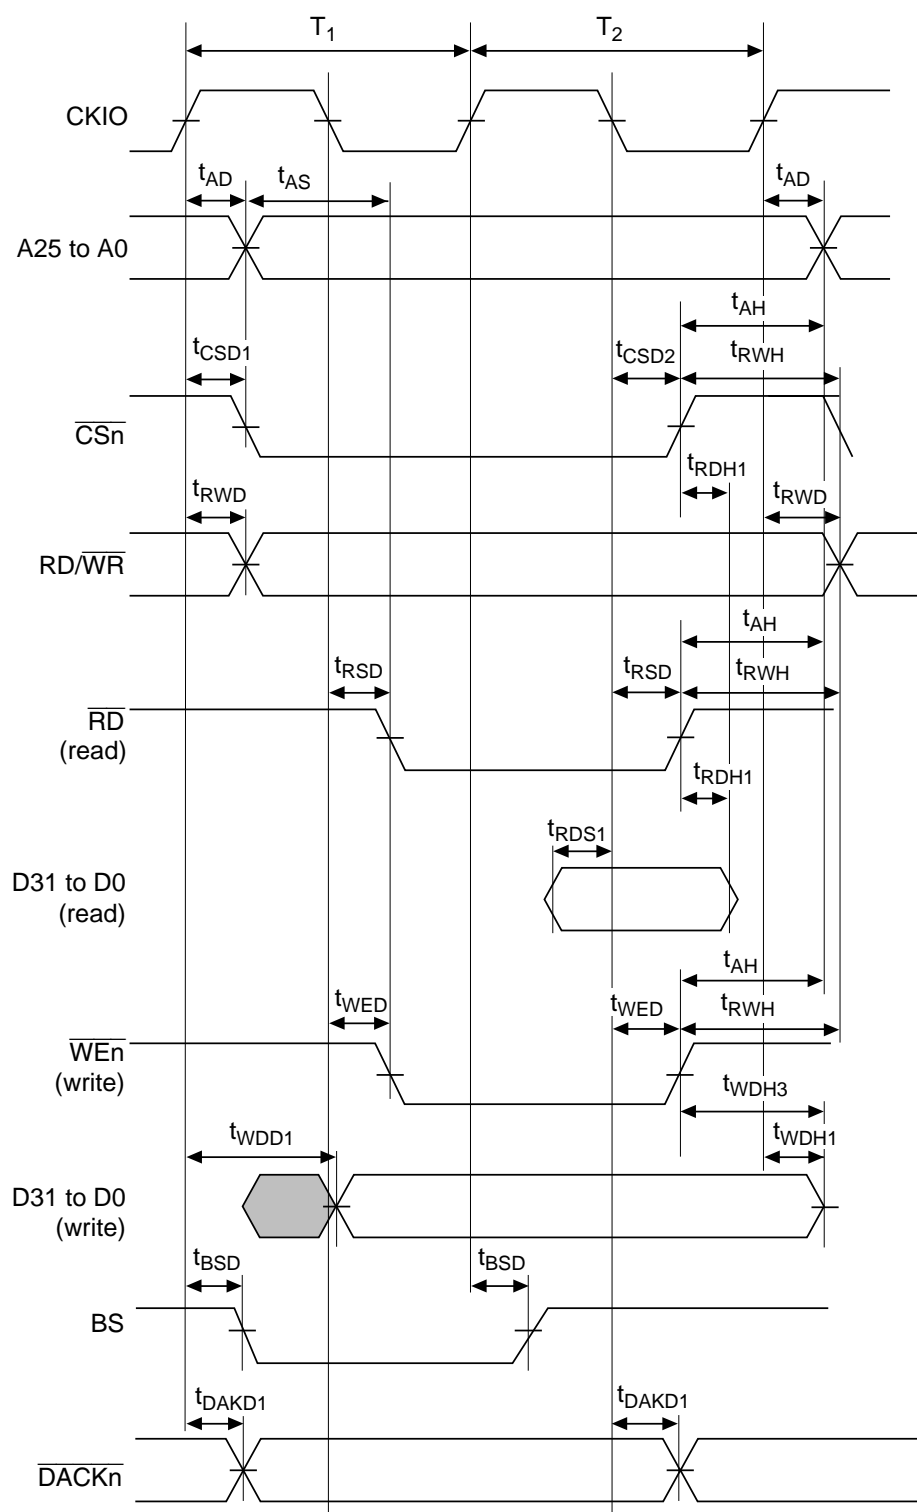 T1 T2
CKIO
tAD tAS tAD
A25 to A0
tAH
tCSD1 tCSD2 tRWH
CSn
tRDH1
tRWD tRWD
RD/WR
tAH
tRSD tRSD tRWH
RD
(read)
tRDH1
tRDS1
D31 to D0
(read)
tAH
tWED tWED tRWH
WEn
(write)
tWDH3
tWDD1 tWDH1
D31 to D0
(write)
tBSD tBSD
BS
tDAKD1 tDAKD1
DACKn